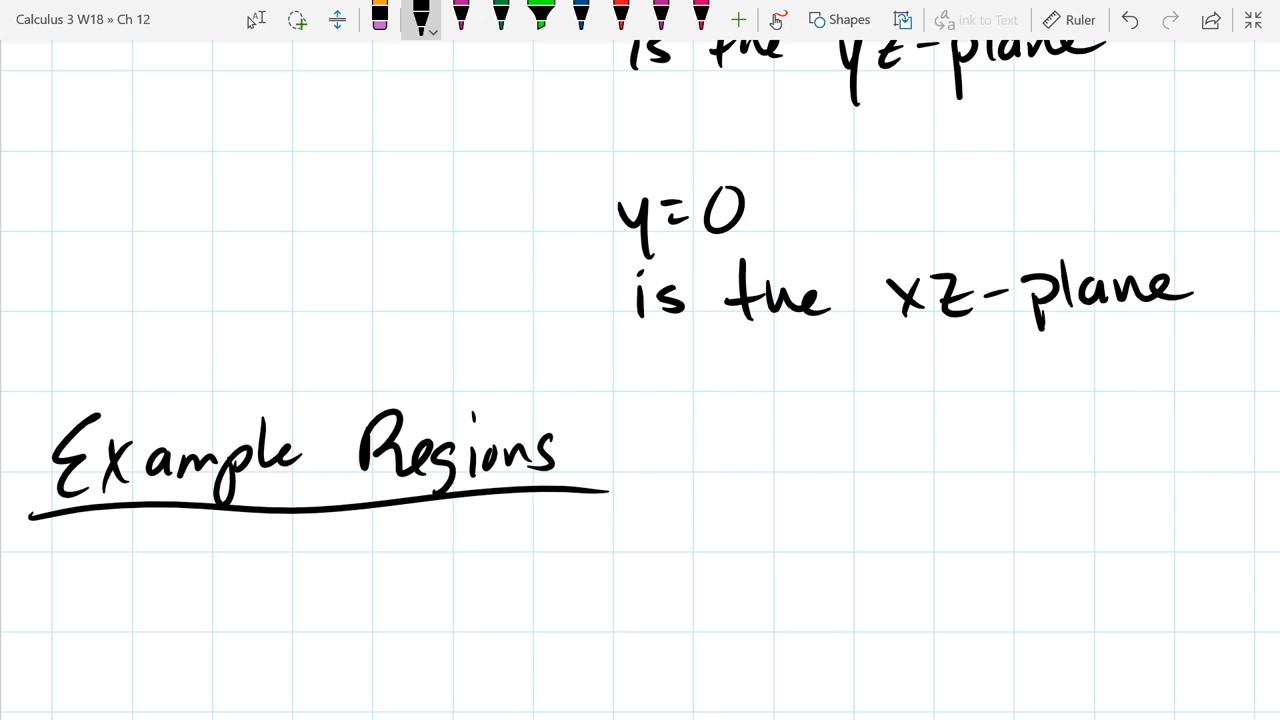 Calculus 3 W18 » Ch 12
Shapes
Ink to Text
Ruler
is the yz-plane
y=0
is the xz-plane
Example Regions